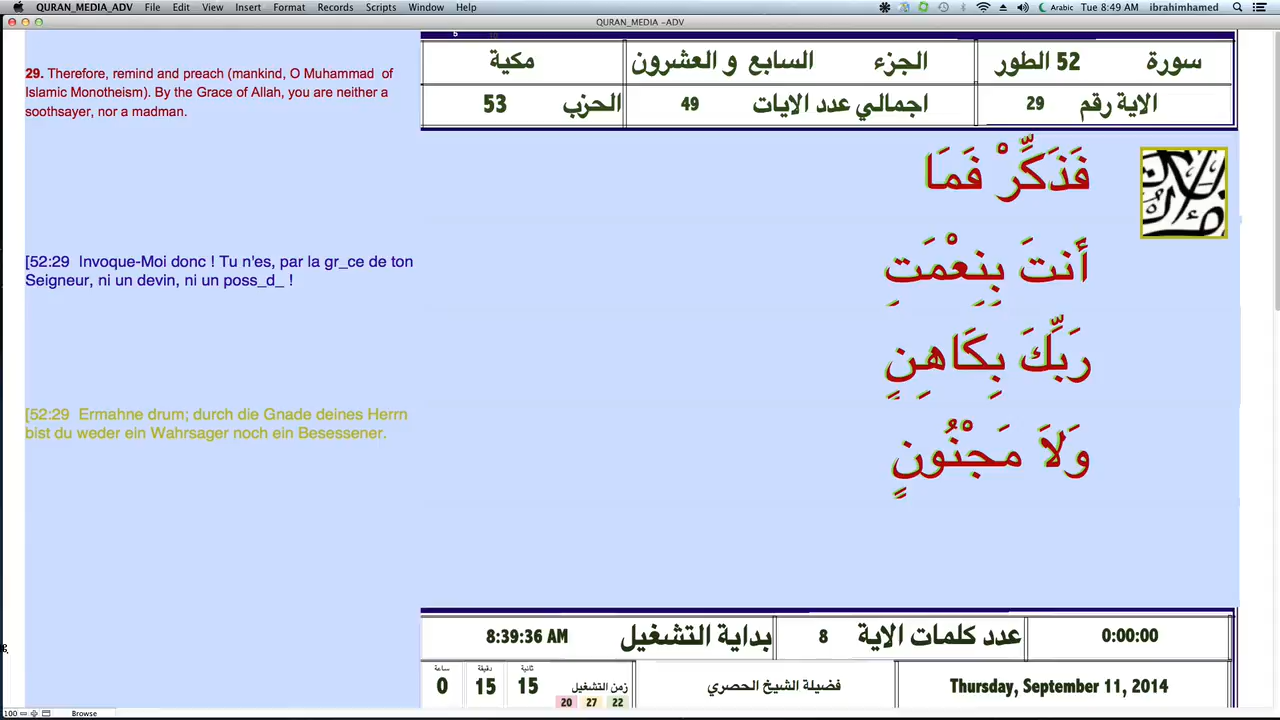 QURAN_MEDIA_ADV File Edit View Insert Format Records Scripts Window Help Arabic Tue 8:49 AM ibrahimhamed
QURAN_MEDIA -ADV
سورة 52 الطور الجزء السابع و العشرون مكية
الاية رقم 29 اجمالي عدد الايات 49 الحزب 53
29. Therefore, remind and preach (mankind, O Muhammad of
Islamic Monotheism). By the Grace of Allah, you are neither a
soothsayer, nor a madman.
فَذَكِّرْ فَمَا
أَنتَ بِنِعْمَتِ
رَبِّكَ بِكَاهِنٍ
وَلَا مَجْنُونٍ
[52:29 Invoque-Moi donc ! Tu n'es, par la gr_ce de ton
Seigneur, ni un devin, ni un poss_d_ !
[52:29 Ermahne drum; durch die Gnade deines Herrn
bist du weder ein Wahrsager noch ein Besessener.
0:00:00 عدد كلمات الاية 8 بداية التشغيل 8:39:36 AM
Thursday, September 11, 2014 فضيلة الشيخ الحصري زمن التشغيل
ثانية دقيقة ساعة
15 15 0
20 27 22
100 Browse